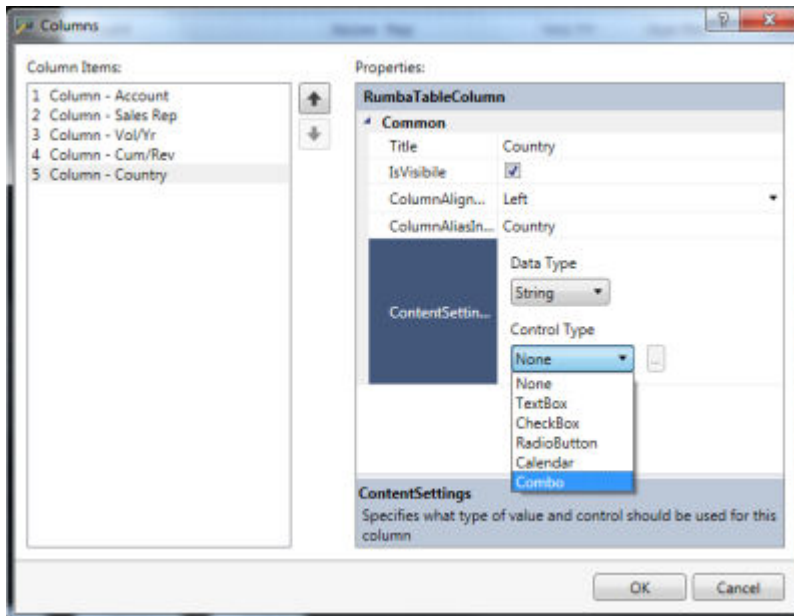 Columns
Column Items:
1 Column - Account
2 Column - Sales Rep
3 Column - Vol/Yr
4 Column - Cum/Rev
5 Column - Country
Properties:
RumbaTableColumn
Common
Title Country
IsVisibile
ColumnAlign... Left
ColumnAliasIn... Country
ContentSettin...
Data Type
String
Control Type
None
...
None
TextBox
CheckBox
RadioButton
Calendar
Combo
ContentSettings
Specifies what type of value and control should be used for this
column
OK Cancel